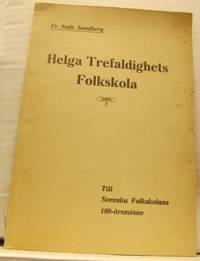 Fr. Nath. Sundberg
Helga Trefaldighets
Folkskola
Till
Svenska Folkskolans
100-årsminne